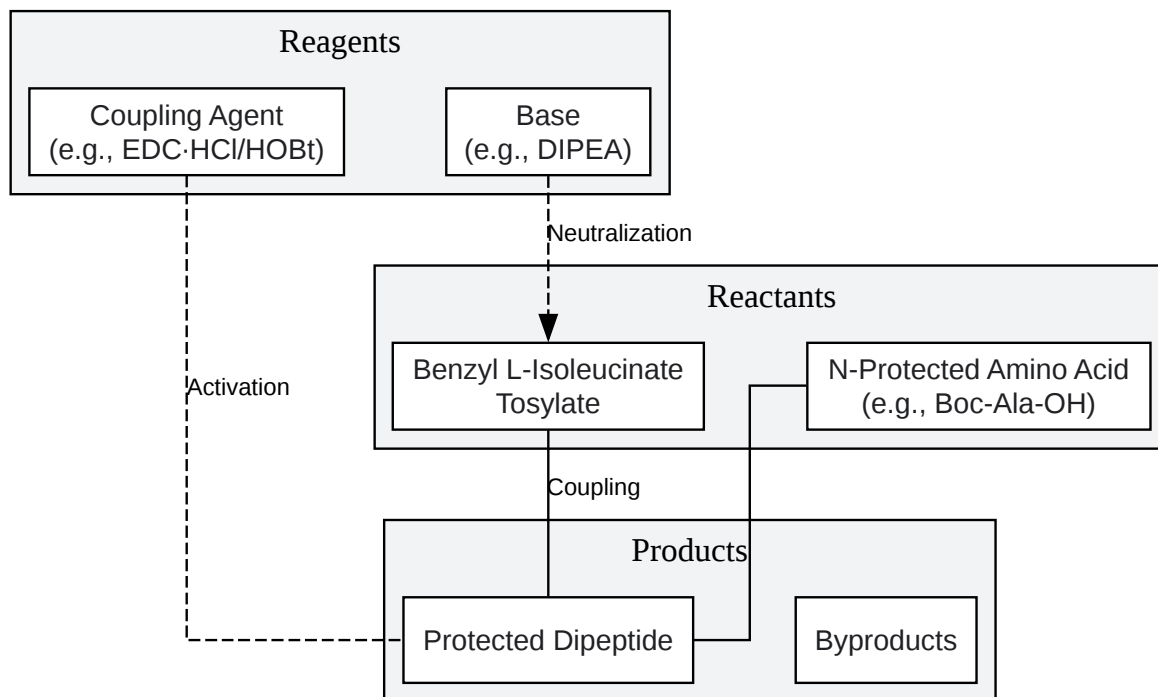 Reagents
Coupling Agent
(e.g., EDC·HCl/HOBt)
Base
(e.g., DIPEA)
Neutralization
Reactants
Benzyl L-Isoleucinate
Tosylate
N-Protected Amino Acid
(e.g., Boc-Ala-OH)
Activation
Coupling
Products
Protected Dipeptide
Byproducts